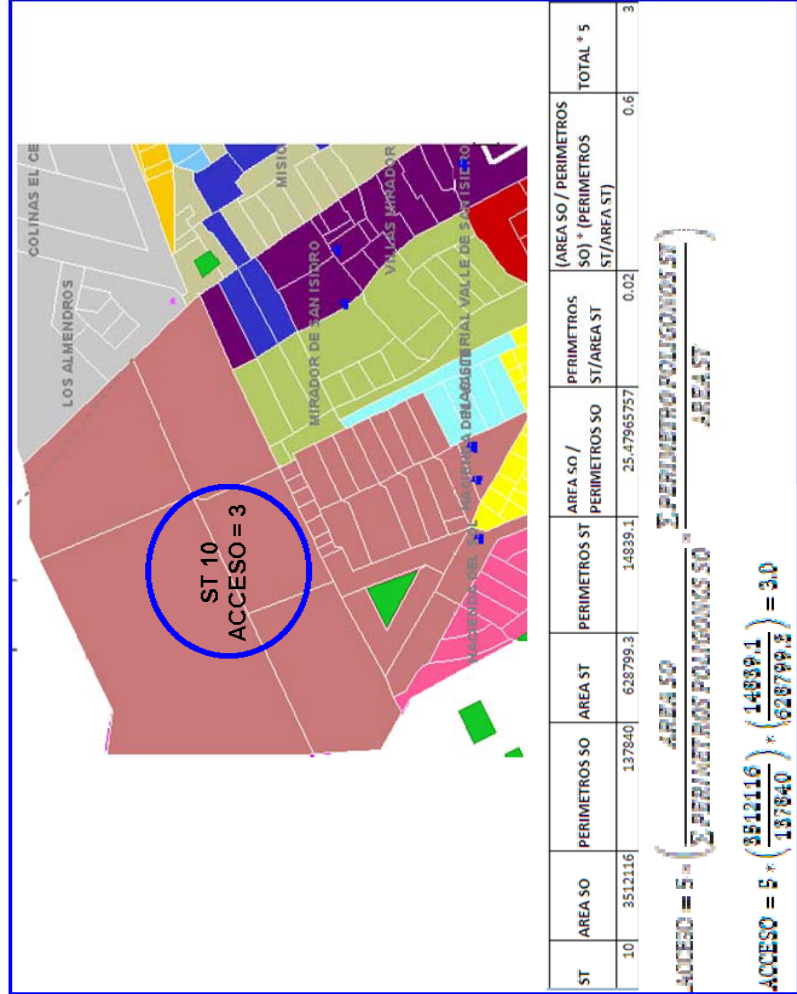 COLINAS EL CE
LOS ALMENDROS
MISIO
ST 10
ACCESO = 3
MIRADOR DE SAN ISIDRO
VILLAS MIRADOR
VALLE DE SAN ISIDRO
HACIENDA DEL
ST | AREA SO | PERIMETROS SO | AREA ST | PERIMETROS ST | AREA SO / PERIMETROS SO | PERIMETROS ST/AREA ST | (AREA SO / PERIMETROS SO) * (PERIMETROS ST/AREA ST) | TOTAL * 5
10 | 3512116 | 137840 | 628799.3 | 14839.1 | 25.47965757 | 0.02 | 0.6 | 3
ACCESO = 5 * ( AREA SO / Σ PERIMETROS POLIGONOS SO * Σ PERIMETRO POLIGONOS ST / AREA ST )
ACCESO = 5 * ( 3512116 / 137840 ) * ( 14839.1 / 628799.3 ) = 3.0